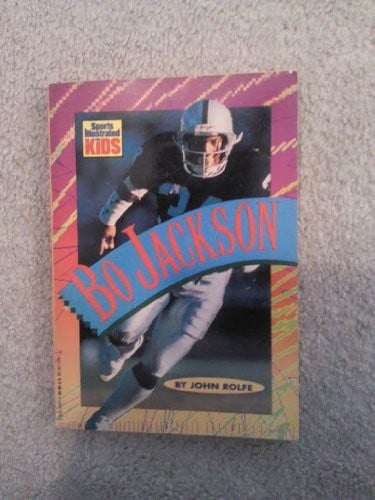 Sports Illustrated
KIDS
BO JACKSON
BY JOHN ROLFE